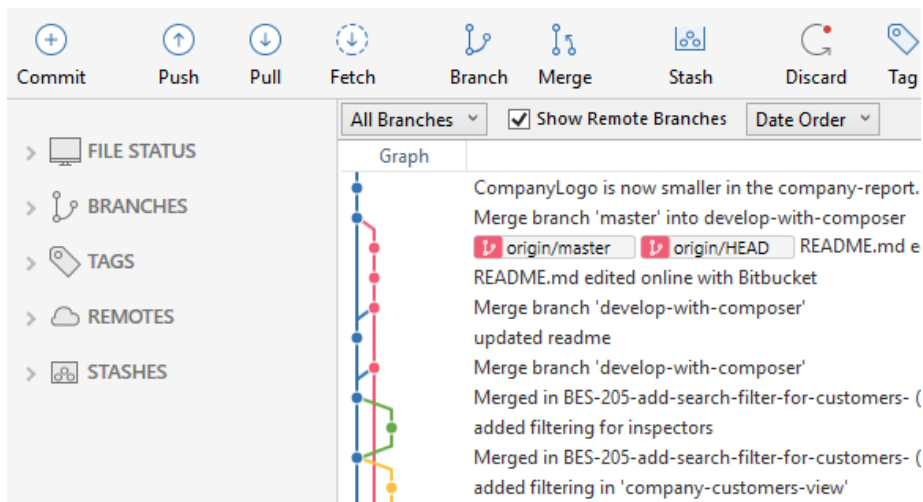 Commit Push Pull Fetch Branch Merge Stash Discard Tag
All Branches Show Remote Branches Date Order
FILE STATUS
BRANCHES
TAGS
REMOTES
STASHES
Graph
CompanyLogo is now smaller in the company-report.
Merge branch 'master' into develop-with-composer
origin/master origin/HEAD README.md e
README.md edited online with Bitbucket
Merge branch 'develop-with-composer'
updated readme
Merge branch 'develop-with-composer'
Merged in BES-205-add-search-filter-for-customers- (
added filtering for inspectors
Merged in BES-205-add-search-filter-for-customers- (
added filtering in 'company-customers-view'